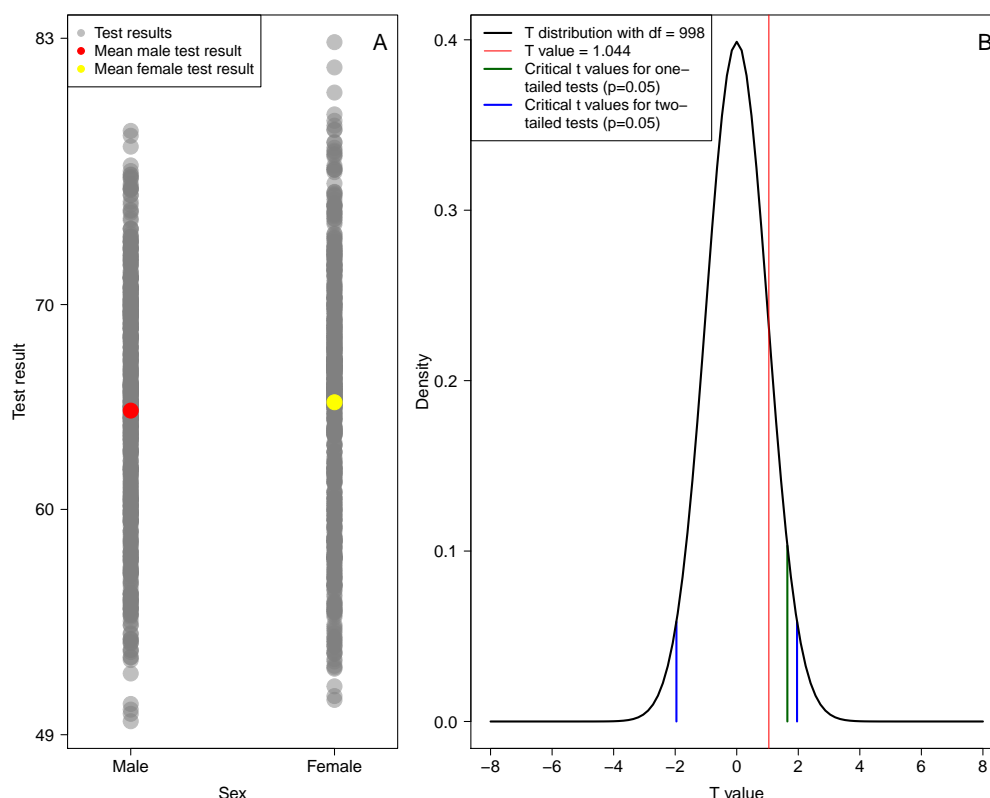 Test results
Mean male test result
Mean female test result
A
83
70
60
49
Test result
Male
Female
Sex
T distribution with df = 998
T value = 1.044
Critical t values for one−
tailed tests (p=0.05)
Critical t values for two−
tailed tests (p=0.05)
B
0.4
0.3
0.2
0.1
0.0
Density
−8
−6
−4
−2
0
2
4
6
8
T value